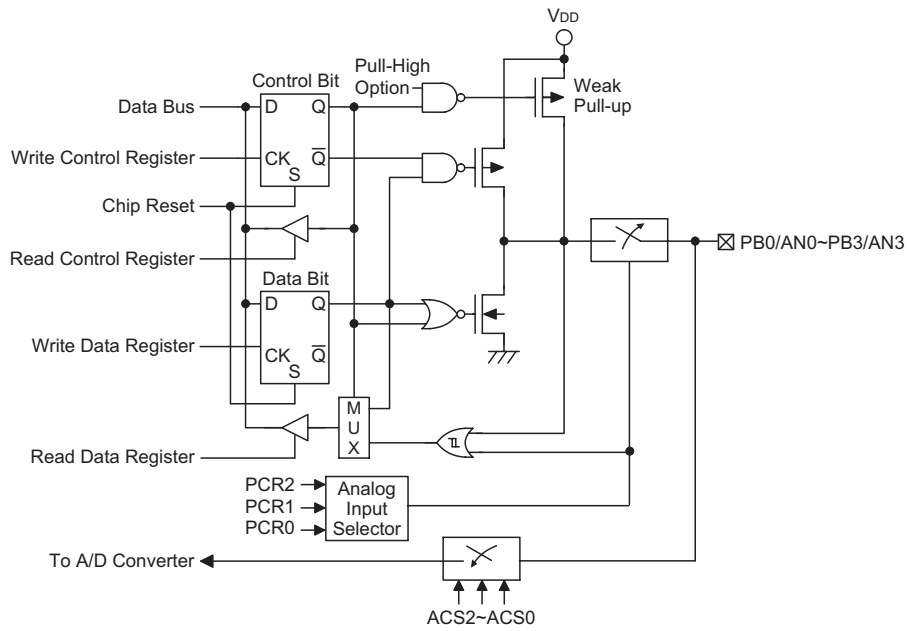 VDD
Pull-High
Option
Control Bit
Weak
Pull-up
Data Bus
D
Q
Write Control Register
CK
Q̅
S
Chip Reset
Read Control Register
PB0/AN0~PB3/AN3
Data Bit
D
Q
Write Data Register
CK
Q̅
S
M
U
X
Read Data Register
PCR2
PCR1
PCR0
Analog
Input
Selector
To A/D Converter
ACS2~ACS0